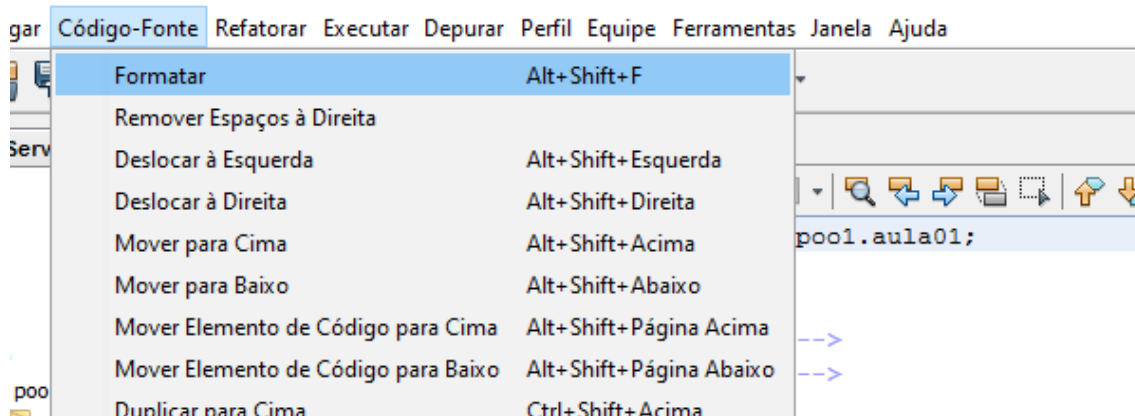 gar Código-Fonte Refatorar Executar Depurar Perfil Equipe Ferramentas Janela Ajuda
Formatar Alt+Shift+F
Remover Espaços à Direita
Serv
Deslocar à Esquerda Alt+Shift+Esquerda
Deslocar à Direita Alt+Shift+Direita
Mover para Cima Alt+Shift+Acima
poo1.aula01;
Mover para Baixo Alt+Shift+Abaixo
Mover Elemento de Código para Cima Alt+Shift+Página Acima
-->
Mover Elemento de Código para Baixo Alt+Shift+Página Abaixo
-->
poo
Duplicar para Cima Ctrl+Shift+Acima